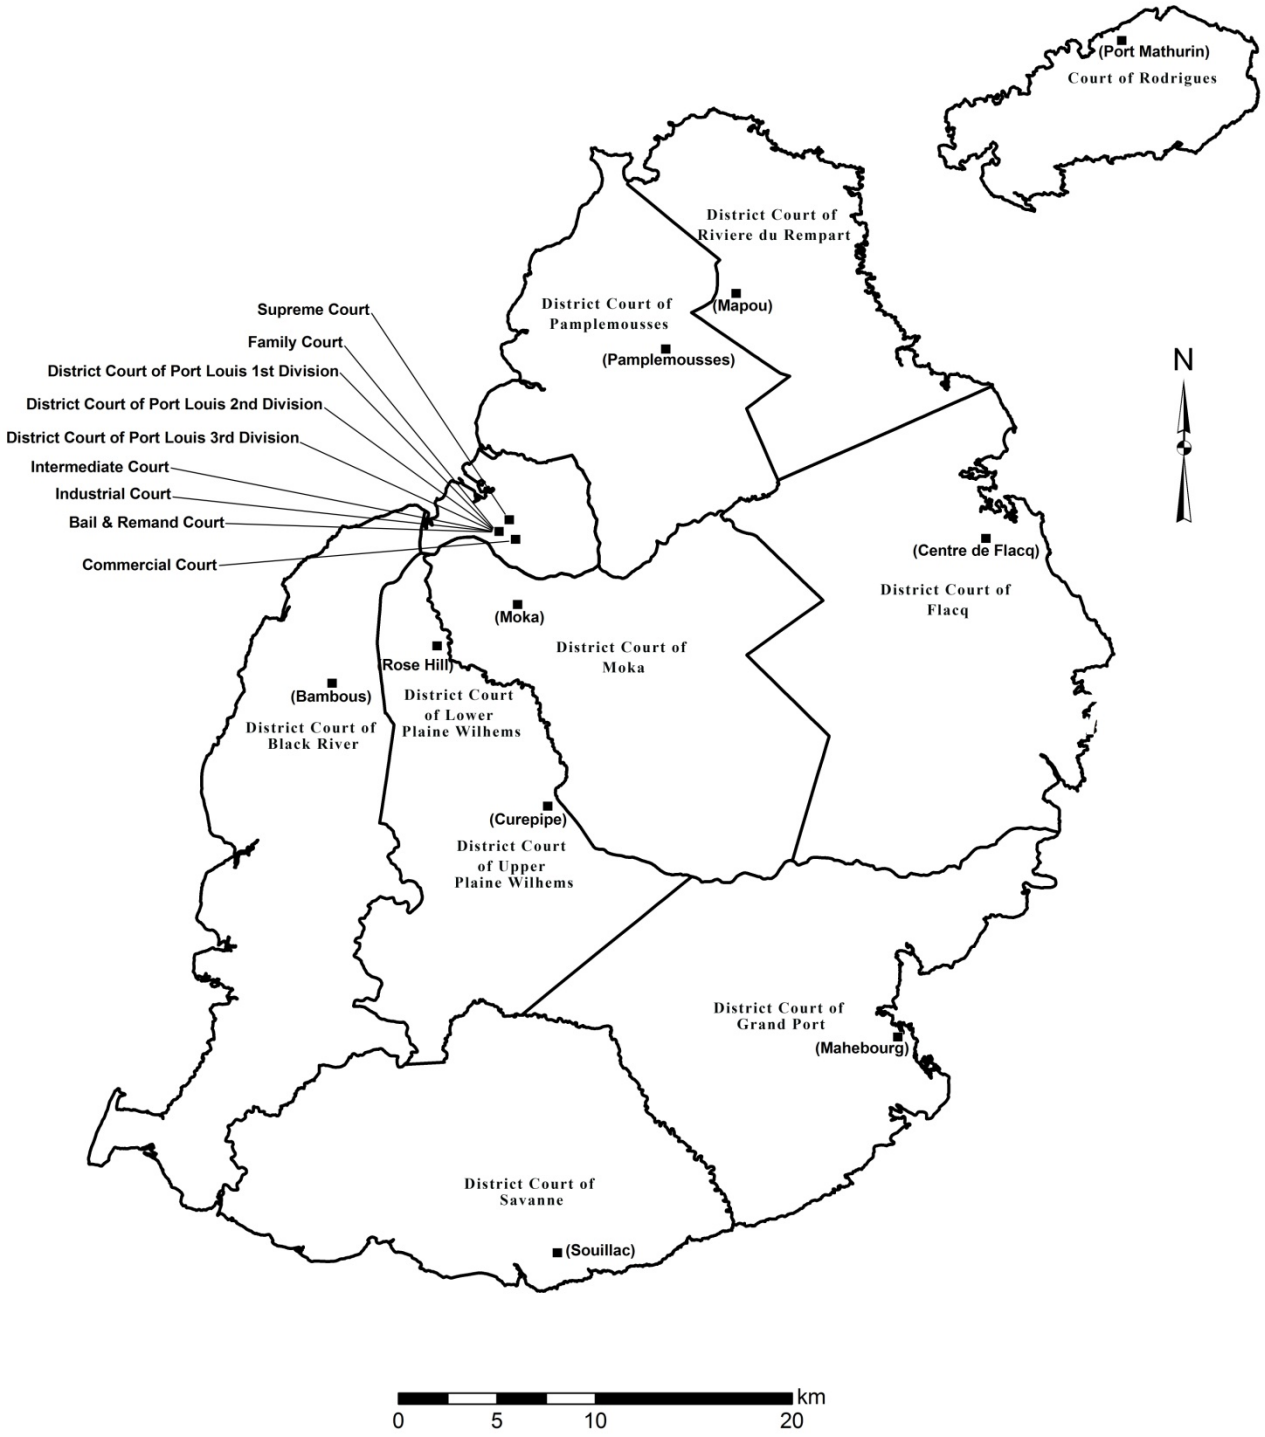 (Port Mathurin)
Court of Rodrigues
District Court of
Riviere du Rempart
(Mapou)
District Court of
Pamplemousses
(Pamplemousses)
Supreme Court
Family Court
District Court of Port Louis 1st Division
District Court of Port Louis 2nd Division
District Court of Port Louis 3rd Division
Intermediate Court
Industrial Court
Bail & Remand Court
Commercial Court
N
(Centre de Flacq)
District Court of
Flacq
(Moka)
District Court of
Moka
(Rose Hill)
District Court
of Lower
Plaine Wilhems
(Bambous)
District Court of
Black River
(Curepipe)
District Court
of Upper
Plaine Wilhems
District Court of
Grand Port
(Mahebourg)
District Court of
Savanne
(Souillac)
km
0 5 10 20